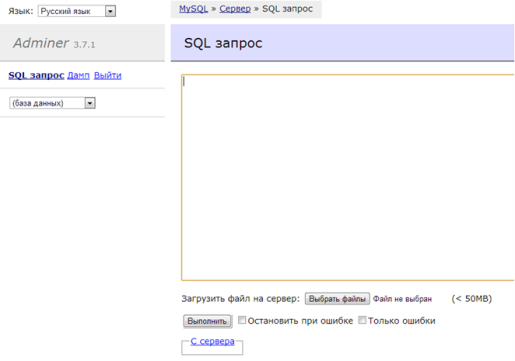 Язык: Русский язык
MySQL » Сервер » SQL запрос
Adminer 3.7.1
SQL запрос
SQL запрос Дамп Выйти
(база данных)
Загрузить файл на сервер: Выбрать файлы Файл не выбран (< 50MB)
Выполнить Остановить при ошибке Только ошибки
С сервера